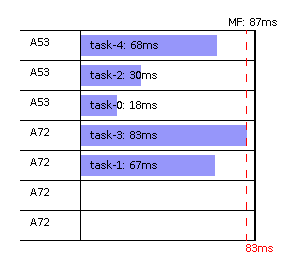 MF: 87ms
A53 task-4: 68ms
A53 task-2: 30ms
A53 task-0: 18ms
A72 task-3: 83ms
A72 task-1: 67ms
A72
A72
83ms